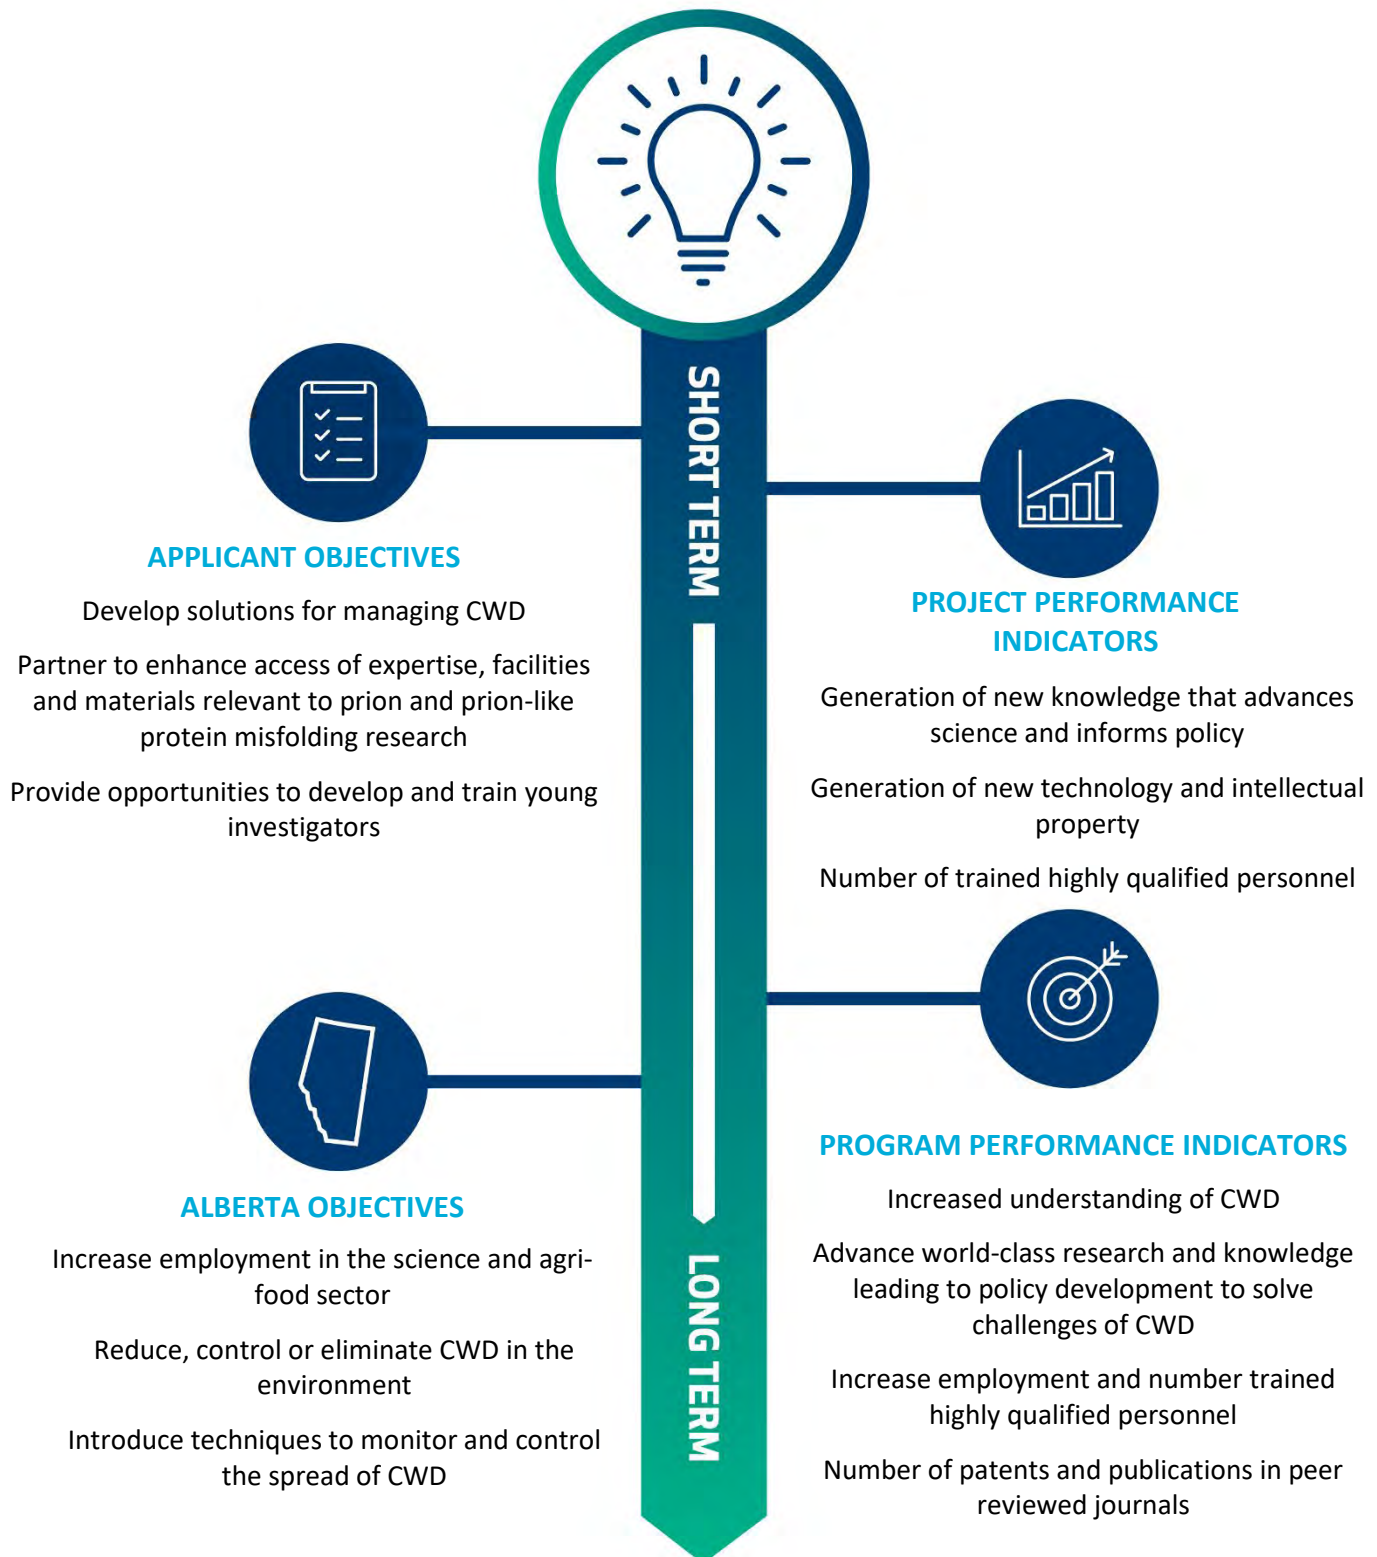 SHORT TERM
APPLICANT OBJECTIVES
Develop solutions for managing CWD
Partner to enhance access of expertise, facilities
and materials relevant to prion and prion-like
protein misfolding research
Provide opportunities to develop and train young
investigators
PROJECT PERFORMANCE
INDICATORS
Generation of new knowledge that advances
science and informs policy
Generation of new technology and intellectual
property
Number of trained highly qualified personnel
ALBERTA OBJECTIVES
Increase employment in the science and agri-
food sector
Reduce, control or eliminate CWD in the
environment
Introduce techniques to monitor and control
the spread of CWD
PROGRAM PERFORMANCE INDICATORS
Increased understanding of CWD
Advance world-class research and knowledge
leading to policy development to solve
challenges of CWD
Increase employment and number trained
highly qualified personnel
Number of patents and publications in peer
reviewed journals
LONG TERM